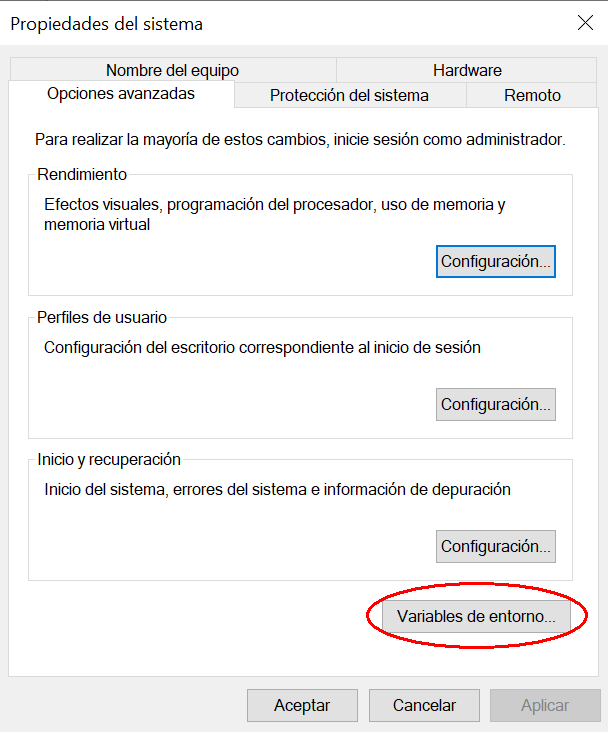 Propiedades del sistema
Nombre del equipo
Hardware
Opciones avanzadas
Protección del sistema
Remoto
Para realizar la mayoría de estos cambios, inicie sesión como administrador.
Rendimiento
Efectos visuales, programación del procesador, uso de memoria y
memoria virtual
Configuración...
Perfiles de usuario
Configuración del escritorio correspondiente al inicio de sesión
Configuración...
Inicio y recuperación
Inicio del sistema, errores del sistema e información de depuración
Configuración...
Variables de entorno...
Aceptar
Cancelar
Aplicar